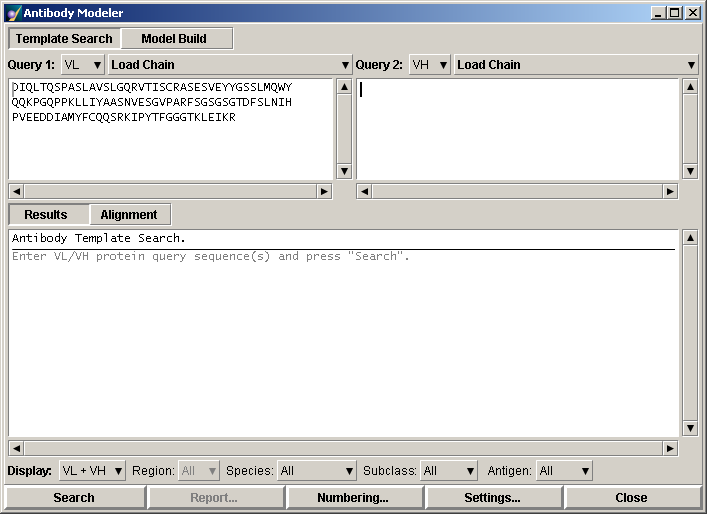 Antibody Modeler
Template Search Model Build
Query 1: VL Load Chain Query 2: VH Load Chain
DIQLTQSPASLAVSLGQRVTISCRASESVEYYGSSLMQWY
QQKPGQPPKLLIYAASNVESGVPARFSGSGSGTDFSLNIH
PVEEDDIAMYFCQQSRKIPYTFGGGTKLEIKR
Results Alignment
Antibody Template Search.
Enter VL/VH protein query sequence(s) and press "Search".
Display: VL + VH Region: All Species: All Subclass: All Antigen: All
Search Report... Numbering... Settings... Close